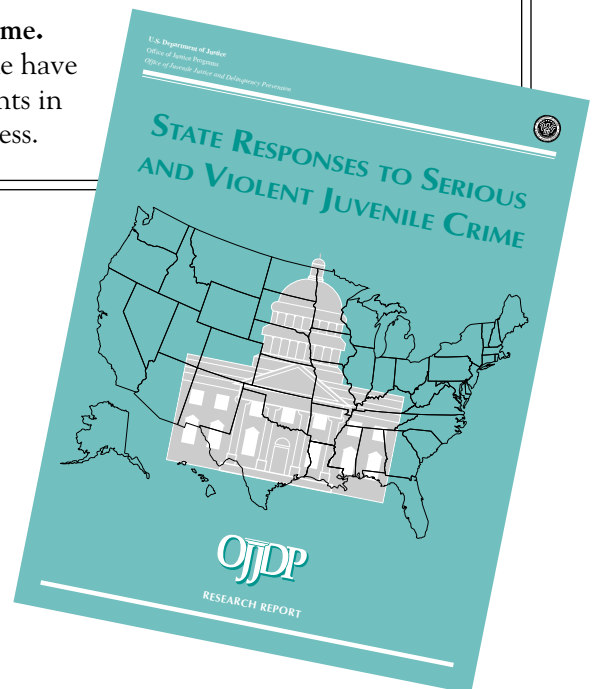 me.
e have
nts in
ess.
U.S. Department of Justice
Office of Justice Programs
Office of Juvenile Justice and Delinquency Prevention
STATE RESPONSES TO SERIOUS
AND VIOLENT JUVENILE CRIME
OJJDP
RESEARCH REPORT